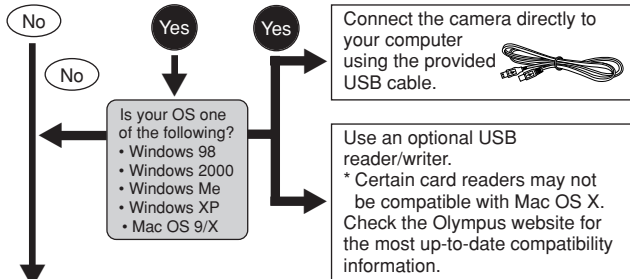 No
Yes
Yes
No
Connect the camera directly to
your computer
using the provided
USB cable.
Is your OS one
of the following?
• Windows 98
• Windows 2000
• Windows Me
• Windows XP
• Mac OS 9/X
Use an optional USB
reader/writer.
* Certain card readers may not
be compatible with Mac OS X.
Check the Olympus website for
the most up-to-date compatibility
information.